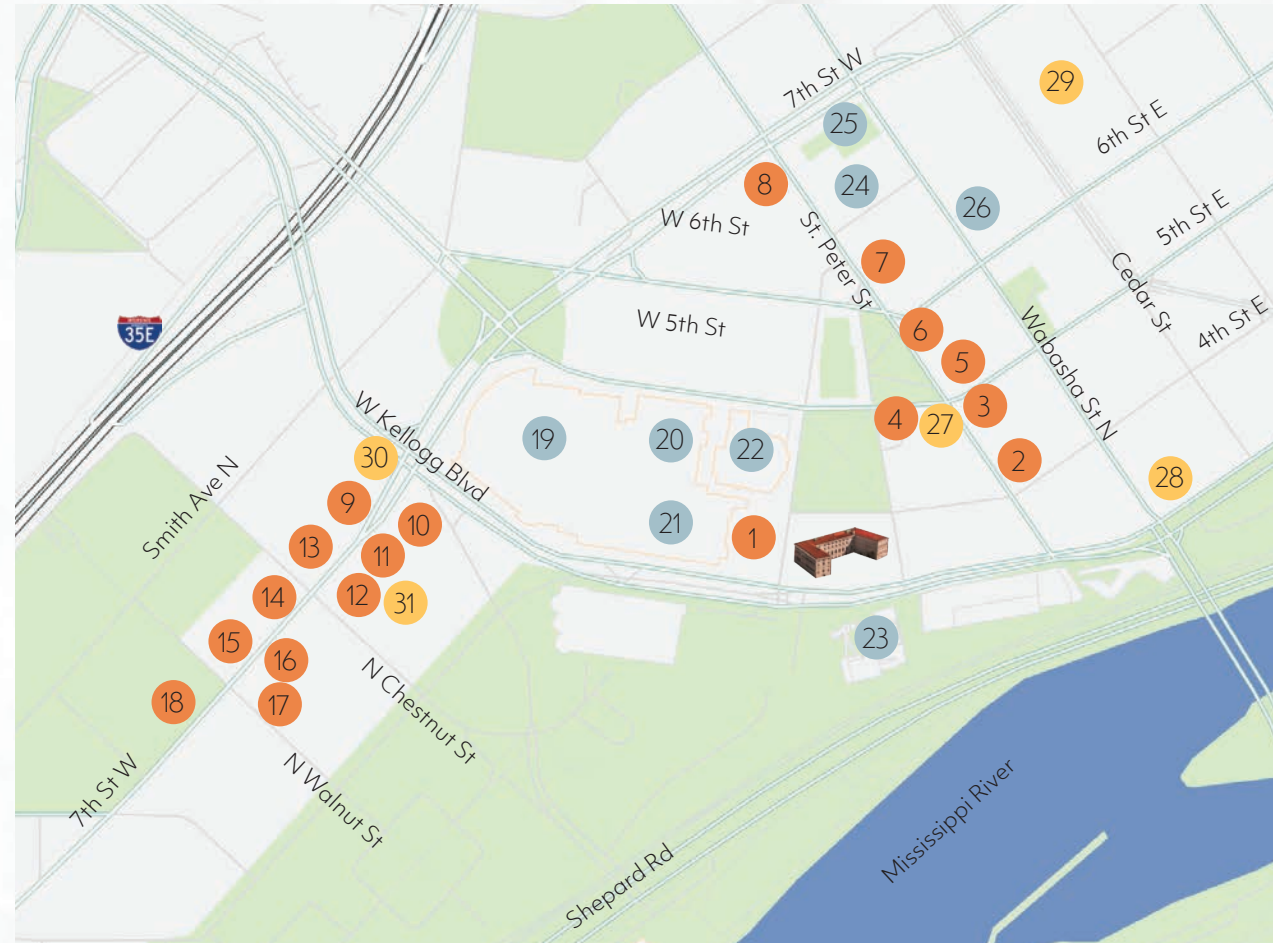 29
7th St W
25
6th St E
8
24
W 6th St
26
5th St E
St. Peter St
7
Cedar St
35E
W 5th St
6
4th St E
5
Wabasha St N
W Kellogg Blvd
3
4
27
19
20
22
30
2
28
Smith Ave N
9
10
21
1
13
11
14
12
31
15
23
16
18
17
N Chestnut St
7th St W
N Walnut St
Mississippi River
Shepard Rd